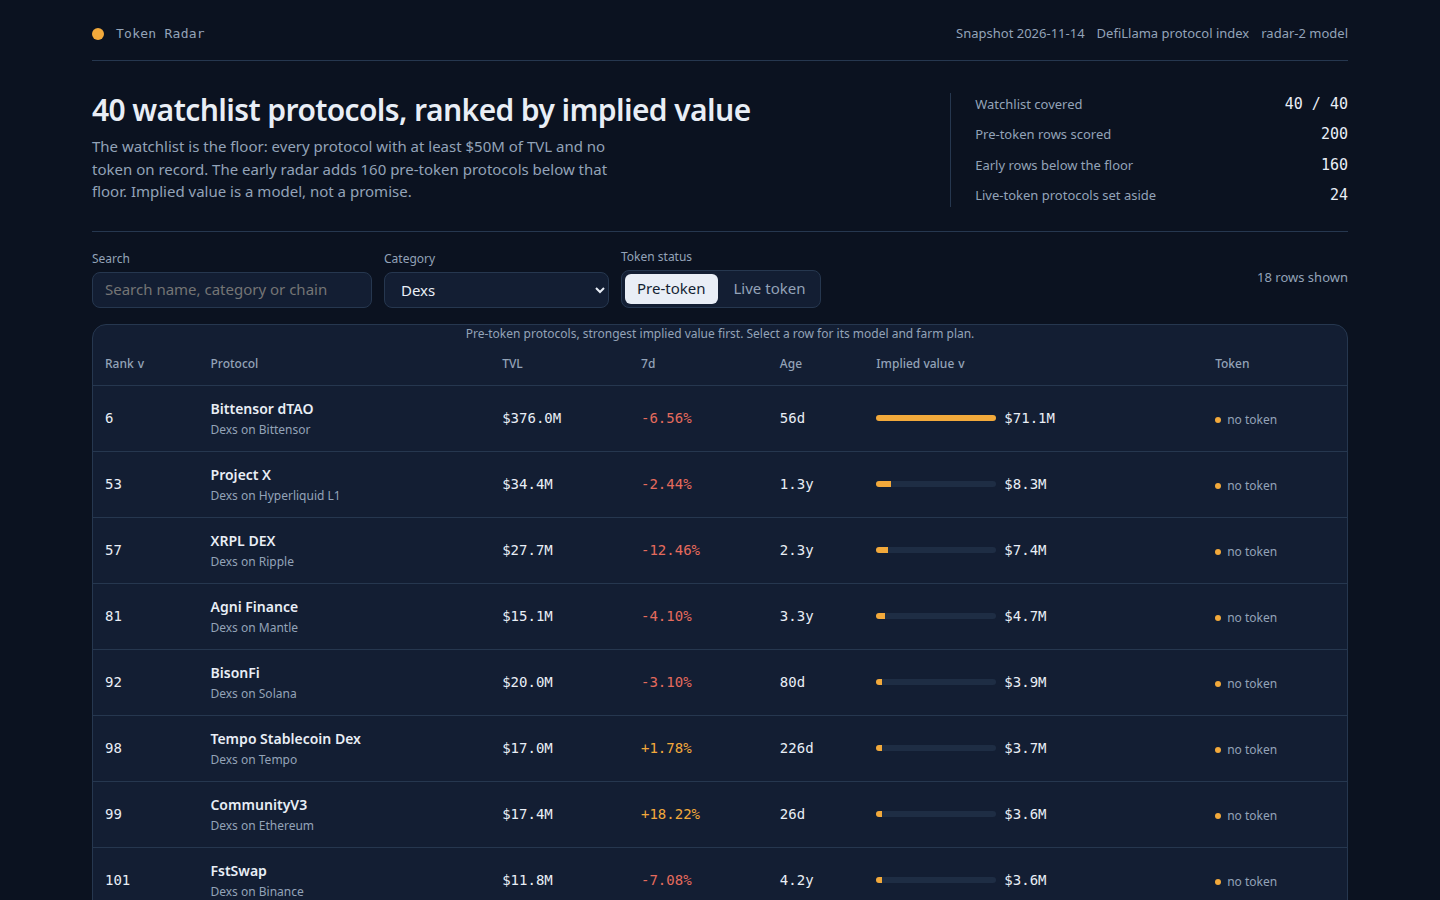 Token Radar
Snapshot 2026-11-14 DefiLlama protocol index radar-2 model
40 watchlist protocols, ranked by implied value
The watchlist is the floor: every protocol with at least $50M of TVL and no
token on record. The early radar adds 160 pre-token protocols below that
floor. Implied value is a model, not a promise.
Watchlist covered 40 / 40
Pre-token rows scored 200
Early rows below the floor 160
Live-token protocols set aside 24
Search
Category
Token status
Search name, category or chain
Dexs
Pre-token Live token
18 rows shown
Pre-token protocols, strongest implied value first. Select a row for its model and farm plan.
Rank v Protocol TVL 7d Age Implied value v Token
6 Bittensor dTAO $376.0M -6.56% 56d $71.1M no token
Dexs on Bittensor
53 Project X $34.4M -2.44% 1.3y $8.3M no token
Dexs on Hyperliquid L1
57 XRPL DEX $27.7M -12.46% 2.3y $7.4M no token
Dexs on Ripple
81 Agni Finance $15.1M -4.10% 3.3y $4.7M no token
Dexs on Mantle
92 BisonFi $20.0M -3.10% 80d $3.9M no token
Dexs on Solana
98 Tempo Stablecoin Dex $17.0M +1.78% 226d $3.7M no token
Dexs on Tempo
99 CommunityV3 $17.4M +18.22% 26d $3.6M no token
Dexs on Ethereum
101 FstSwap $11.8M -7.08% 4.2y $3.6M no token
Dexs on Binance